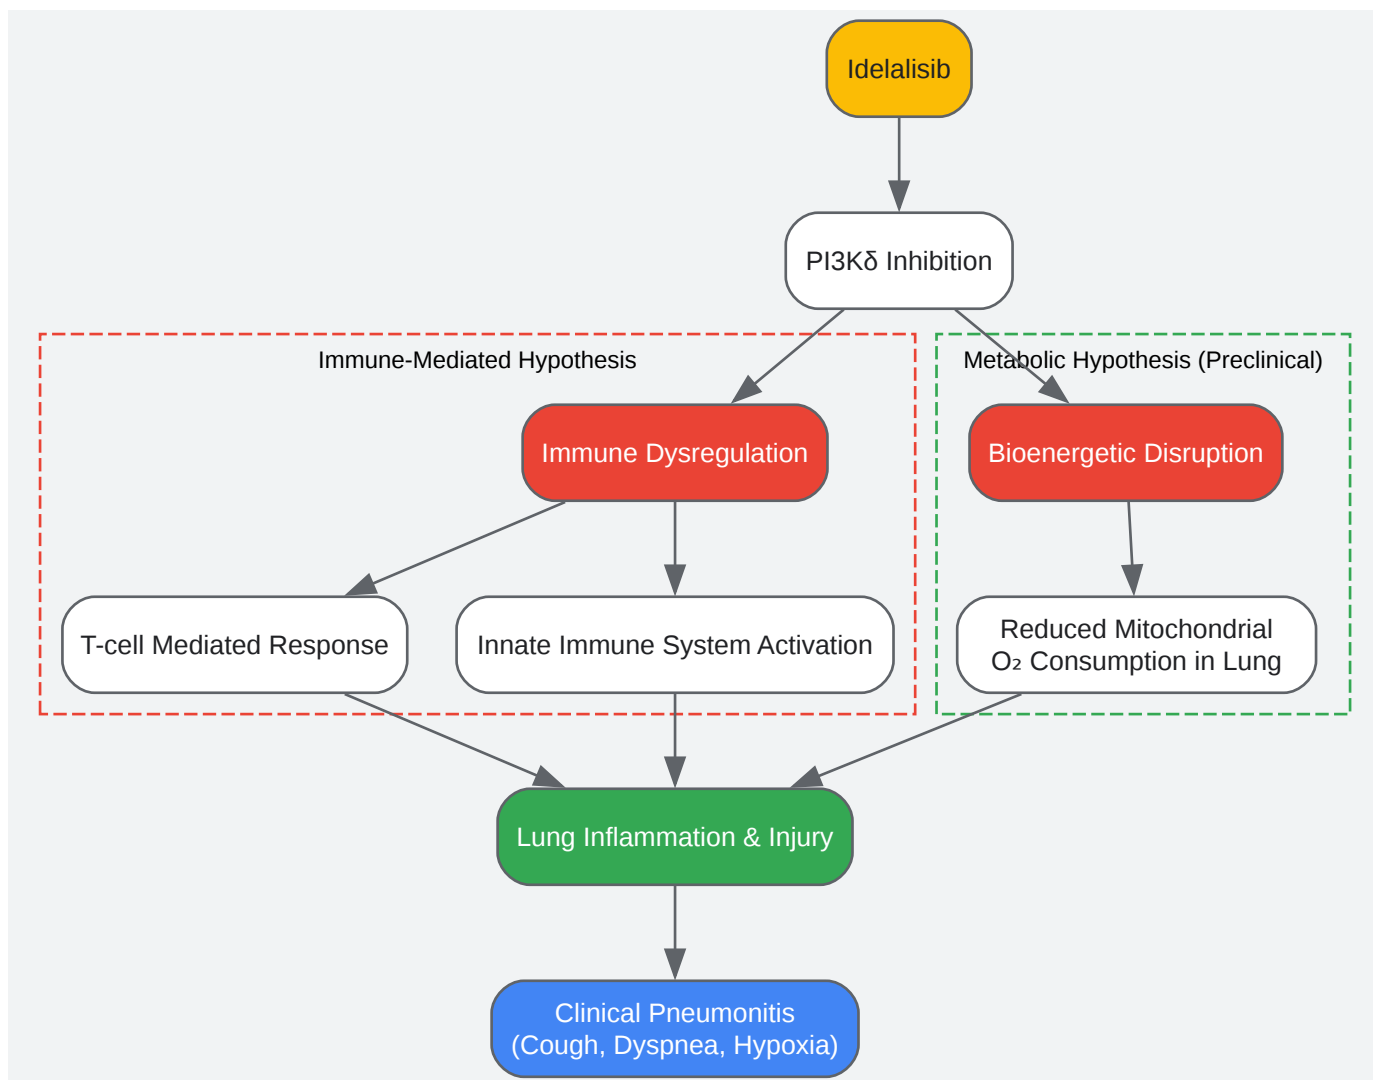 Idelalisib
PI3Kδ Inhibition
Immune-Mediated Hypothesis
Metabolic Hypothesis (Preclinical)
Immune Dysregulation
Bioenergetic Disruption
T-cell Mediated Response
Innate Immune System Activation
Reduced Mitochondrial
O₂ Consumption in Lung
Lung Inflammation & Injury
Clinical Pneumonitis
(Cough, Dyspnea, Hypoxia)